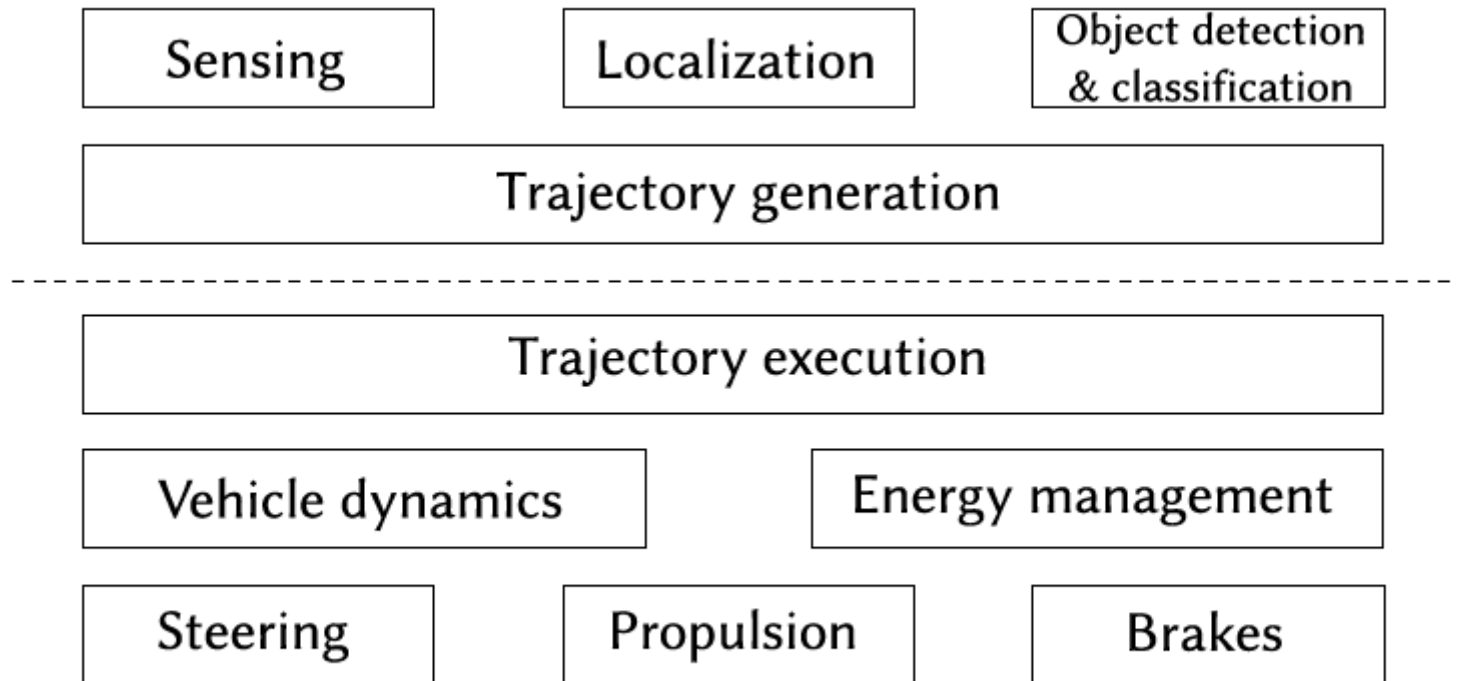 Sensing
Localization
Object detection
& classification
Trajectory generation
Trajectory execution
Vehicle dynamics
Energy management
Steering
Propulsion
Brakes